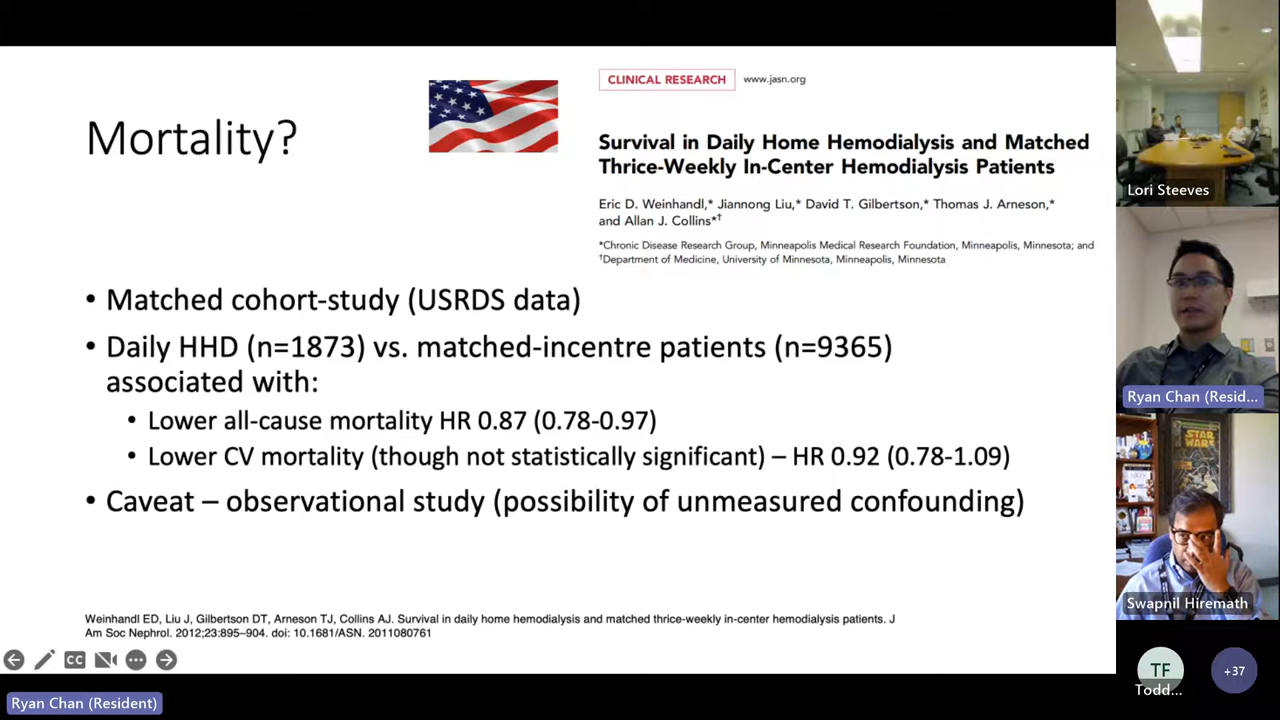 Mortality?
CLINICAL RESEARCH www.jasn.org
Survival in Daily Home Hemodialysis and Matched
Thrice-Weekly In-Center Hemodialysis Patients
Eric D. Weinhandl,* Jiannong Liu,* David T. Gilbertson,* Thomas J. Arneson,*
and Allan J. Collins*†
*Chronic Disease Research Group, Minneapolis Medical Research Foundation, Minneapolis, Minnesota; and
†Department of Medicine, University of Minnesota, Minneapolis, Minnesota
• Matched cohort-study (USRDS data)
• Daily HHD (n=1873) vs. matched-incentre patients (n=9365)
associated with:
• Lower all-cause mortality HR 0.87 (0.78-0.97)
• Lower CV mortality (though not statistically significant) – HR 0.92 (0.78-1.09)
• Caveat – observational study (possibility of unmeasured confounding)
Weinhandl ED, Liu J, Gilbertson DT, Arneson TJ, Collins AJ. Survival in daily home hemodialysis and matched thrice-weekly in-center hemodialysis patients. J
Am Soc Nephrol. 2012;23:895–904. doi: 10.1681/ASN. 2011080761
CC
Ryan Chan (Resident)
Lori Steeves
Ryan Chan (Resid...
STAR
WARS
Swapnil Hiremath
TF
Todd...
+37